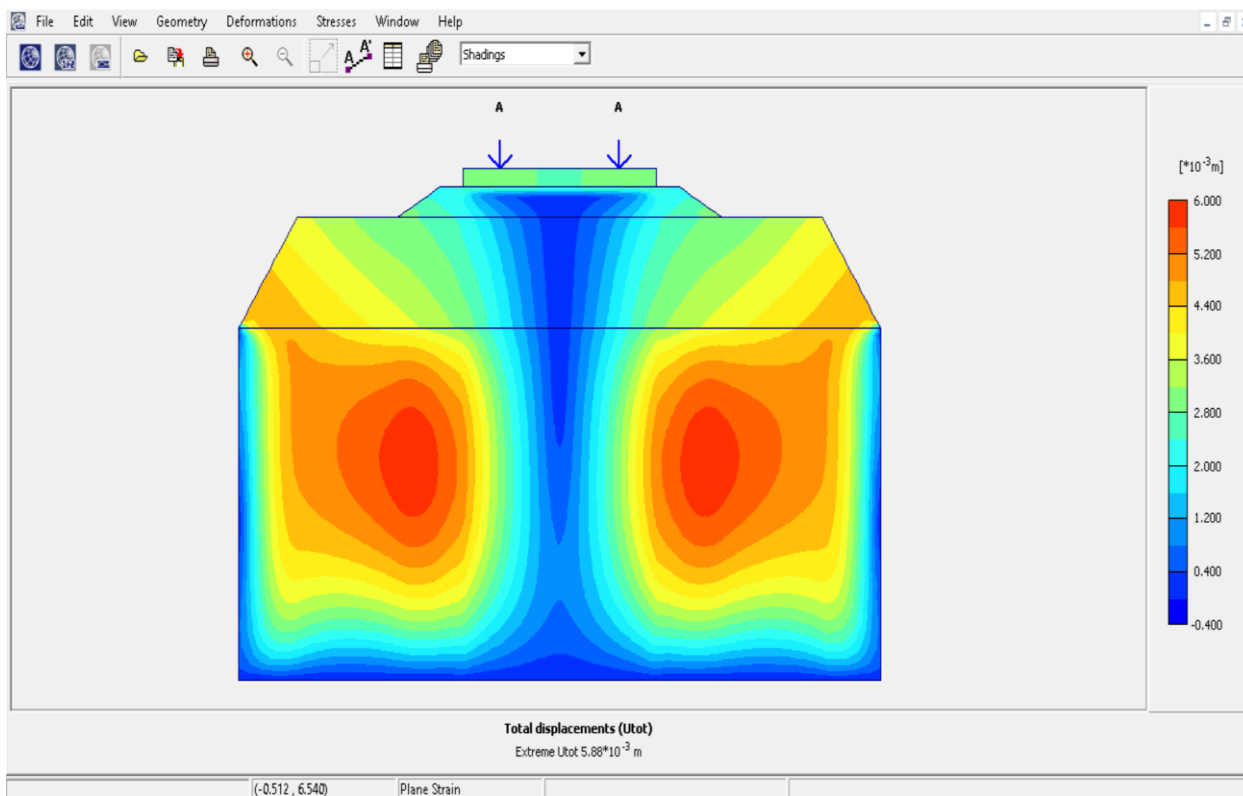 File Edit View Geometry Deformations Stresses Window Help
Shadings
A A
[*10-3m]
6.000
5.200
4.400
3.600
2.800
2.000
1.200
0.400
-0.400
Total displacements (Utot)
Extreme Utot 5.88*10-3 m
(-0.512 , 6.540) Plane Strain